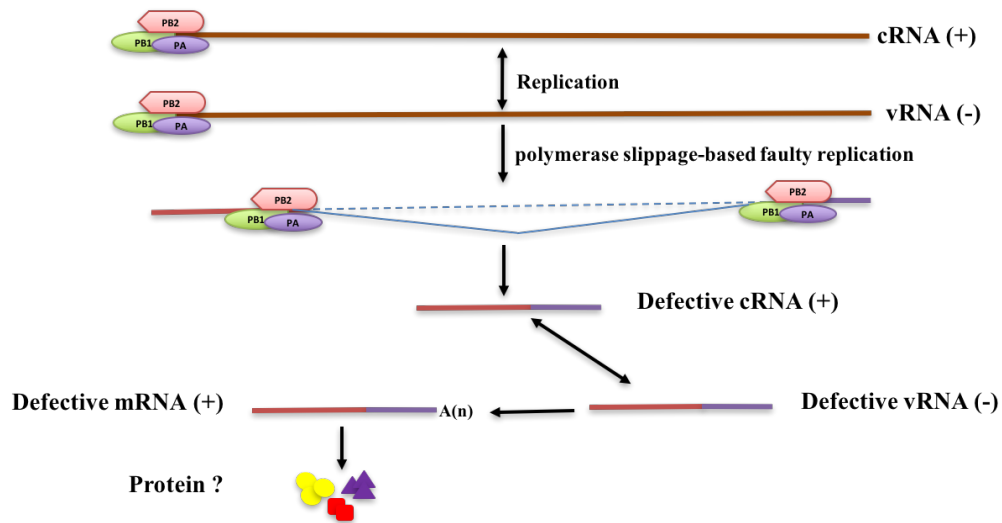 PB2
PB1
PA
cRNA (+)
Replication
PB2
PB1
PA
vRNA (-)
polymerase slippage-based faulty replication
PB2
PB1
PA
PB2
PB1
PA
Defective cRNA (+)
Defective mRNA (+)
A(n)
Defective vRNA (-)
Protein ?